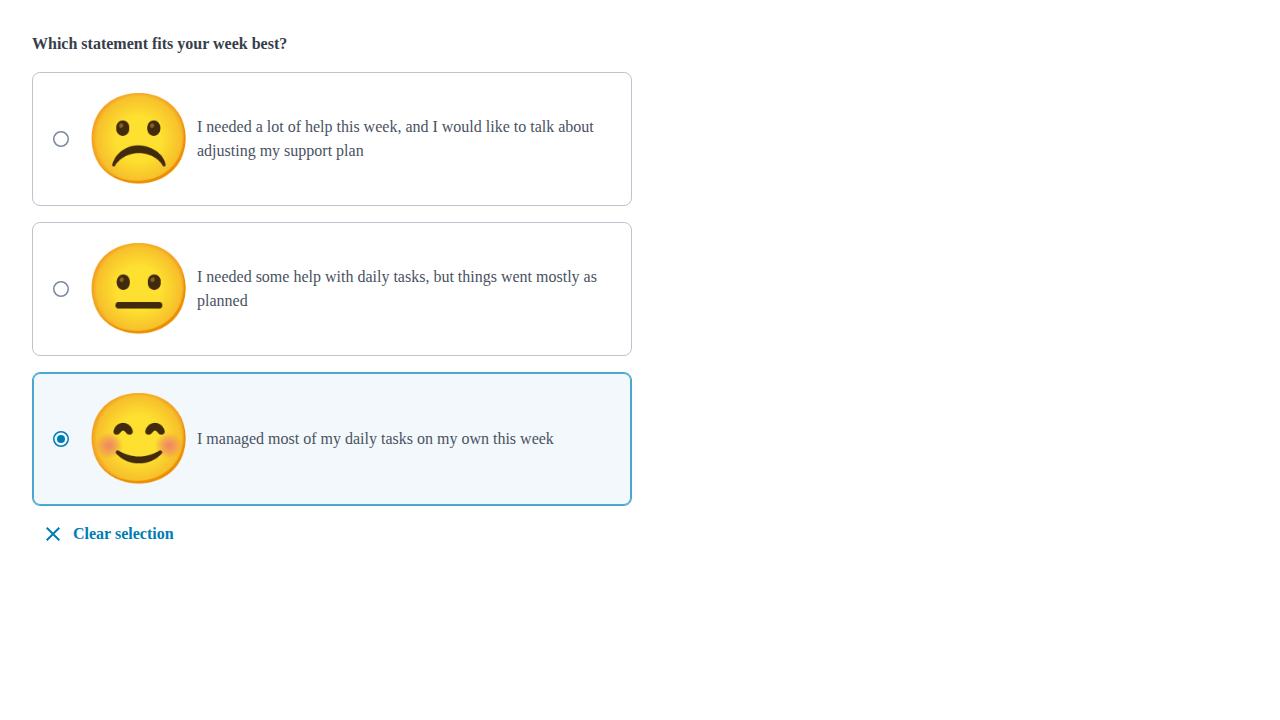 Which statement fits your week best?
I needed a lot of help this week, and I would like to talk about
adjusting my support plan
I needed some help with daily tasks, but things went mostly as
planned
I managed most of my daily tasks on my own this week
Clear selection